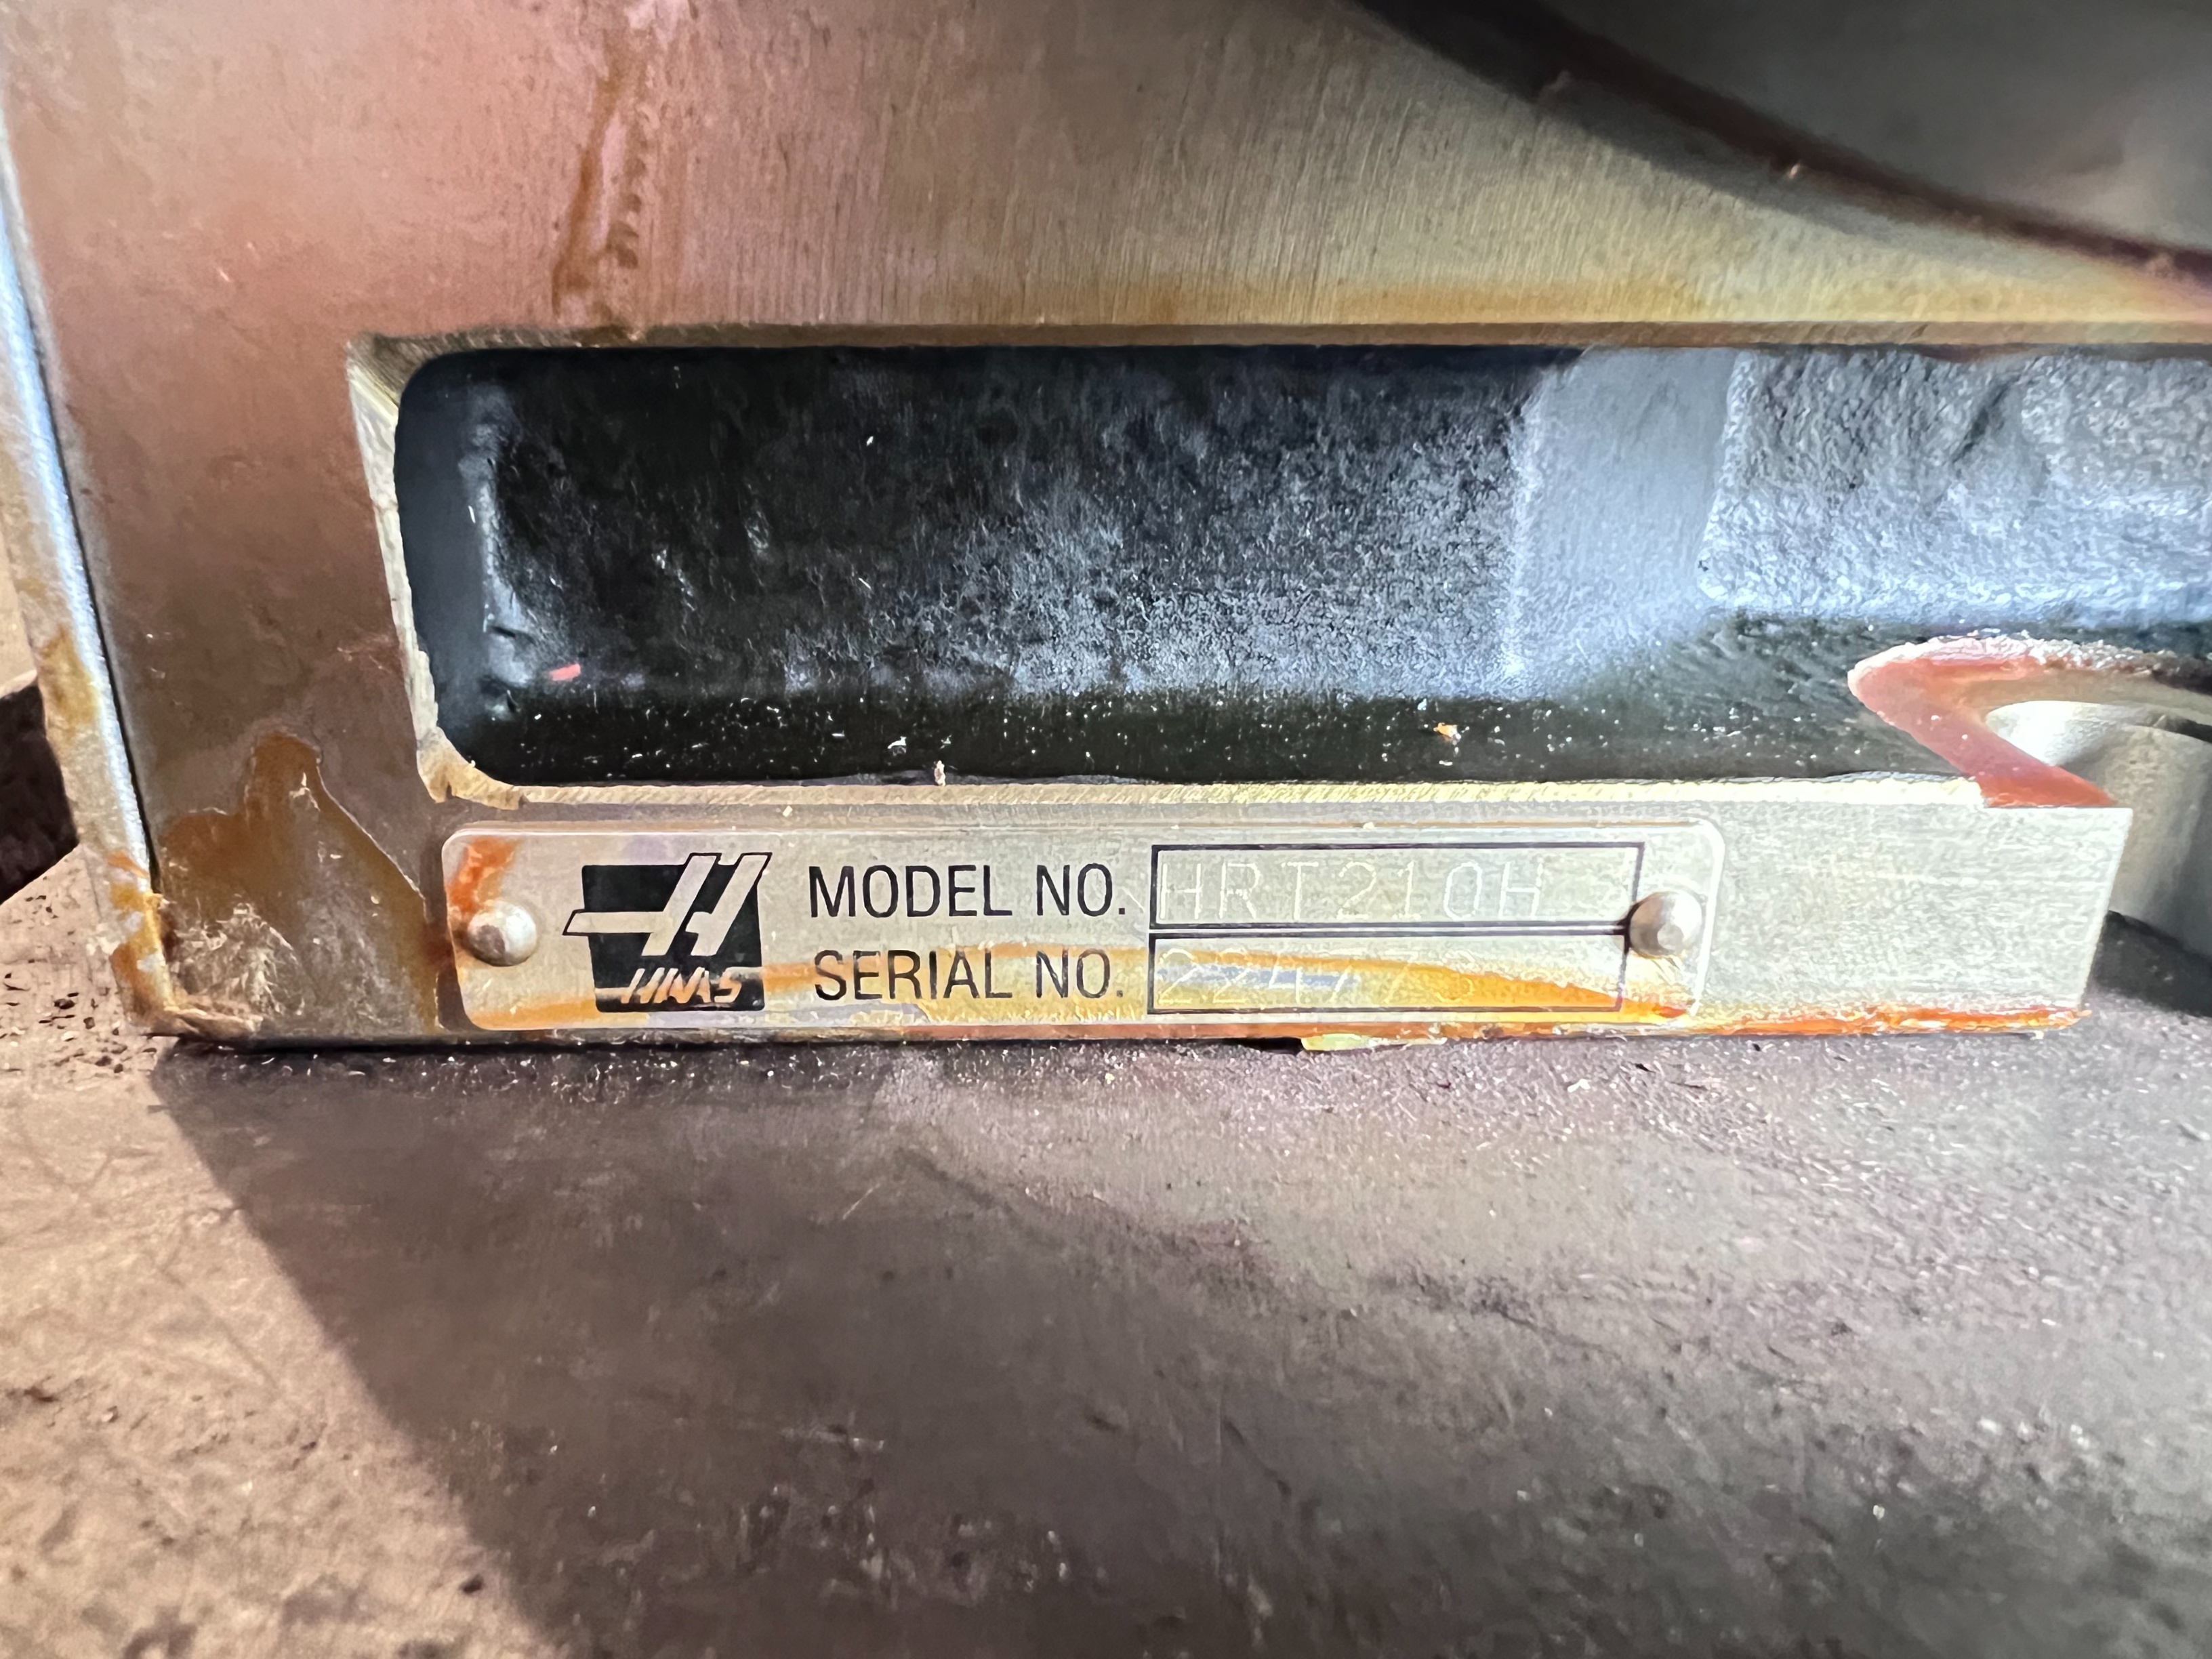 HAAS
MODEL NO. HRT210H
SERIAL NO.